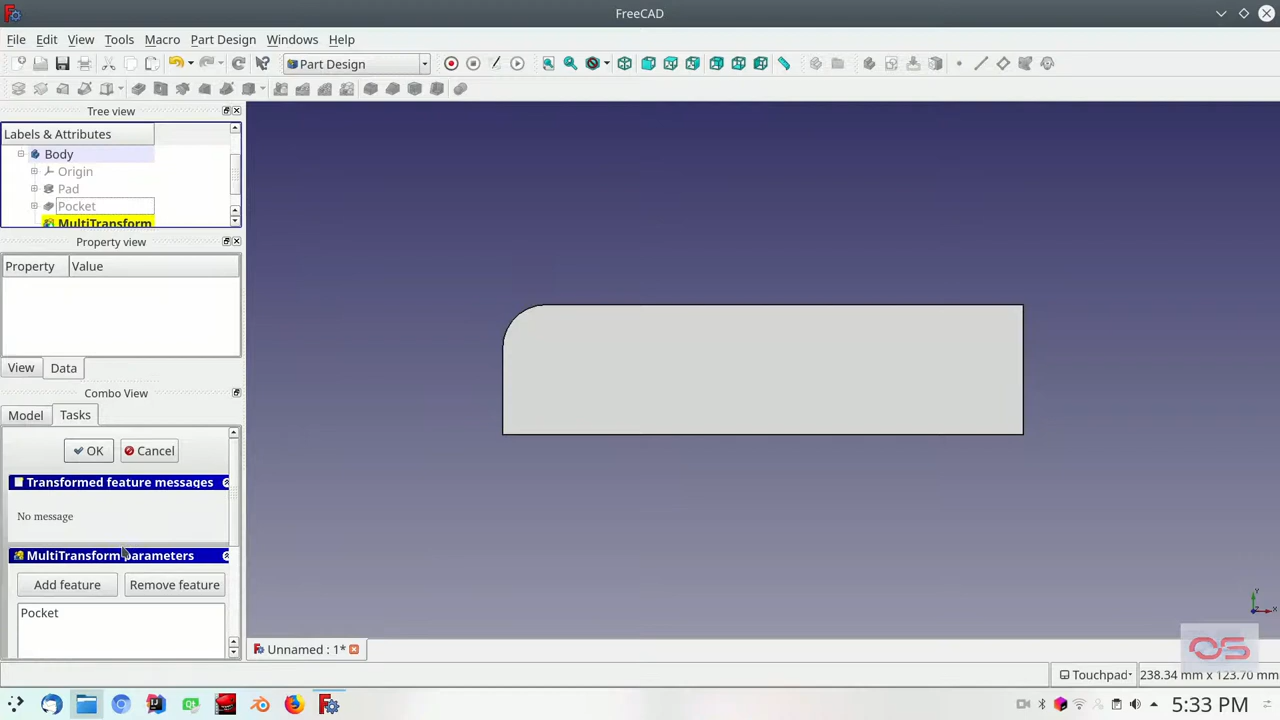 FreeCAD
File Edit View Tools Macro Part Design Windows Help
Part Design
Tree view
Labels & Attributes
Body
Origin
Pad
Pocket
MultiTransform
Property view
Property Value
View Data
Combo View
Model Tasks
OK Cancel
Transformed feature messages
No message
MultiTransform parameters
Add feature Remove feature
Pocket
Unnamed : 1*
Y
X
OS
Touchpad 238.34 mm x 123.70 mm
5:33 PM